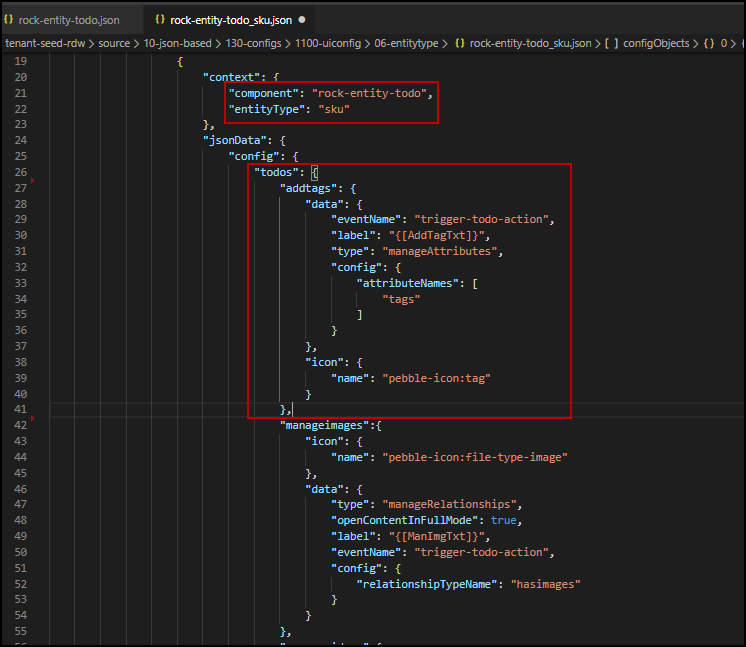 {} rock-entity-todo.json
{} rock-entity-todo_sku.json ●
tenant-seed-rdw > source > 10-json-based > 130-configs > 1100-uiconfig > 06-entitytype > {} rock-entity-todo_sku.json > [ ] configObjects > {} 0 > {
19 {
20 "context": {
21 "component": "rock-entity-todo",
22 "entityType": "sku"
23 },
24 "jsonData": {
25 "config": {
26 "todos": {
27 "addtags": {
28 "data": {
29 "eventName": "trigger-todo-action",
30 "label": "{[AddTagTxt]}",
31 "type": "manageAttributes",
32 "config": {
33 "attributeNames": [
34 "tags"
35 ]
36 }
37 },
38 "icon": {
39 "name": "pebble-icon:tag"
40 }
41 },
42 "manageimages":{
43 "icon": {
44 "name": "pebble-icon:file-type-image"
45 },
46 "data": {
47 "type": "manageRelationships",
48 "openContentInFullMode": true,
49 "label": "{[ManImgTxt]}",
50 "eventName": "trigger-todo-action",
51 "config": {
52 "relationshipTypeName": "hasimages"
53 }
54 }
55 },